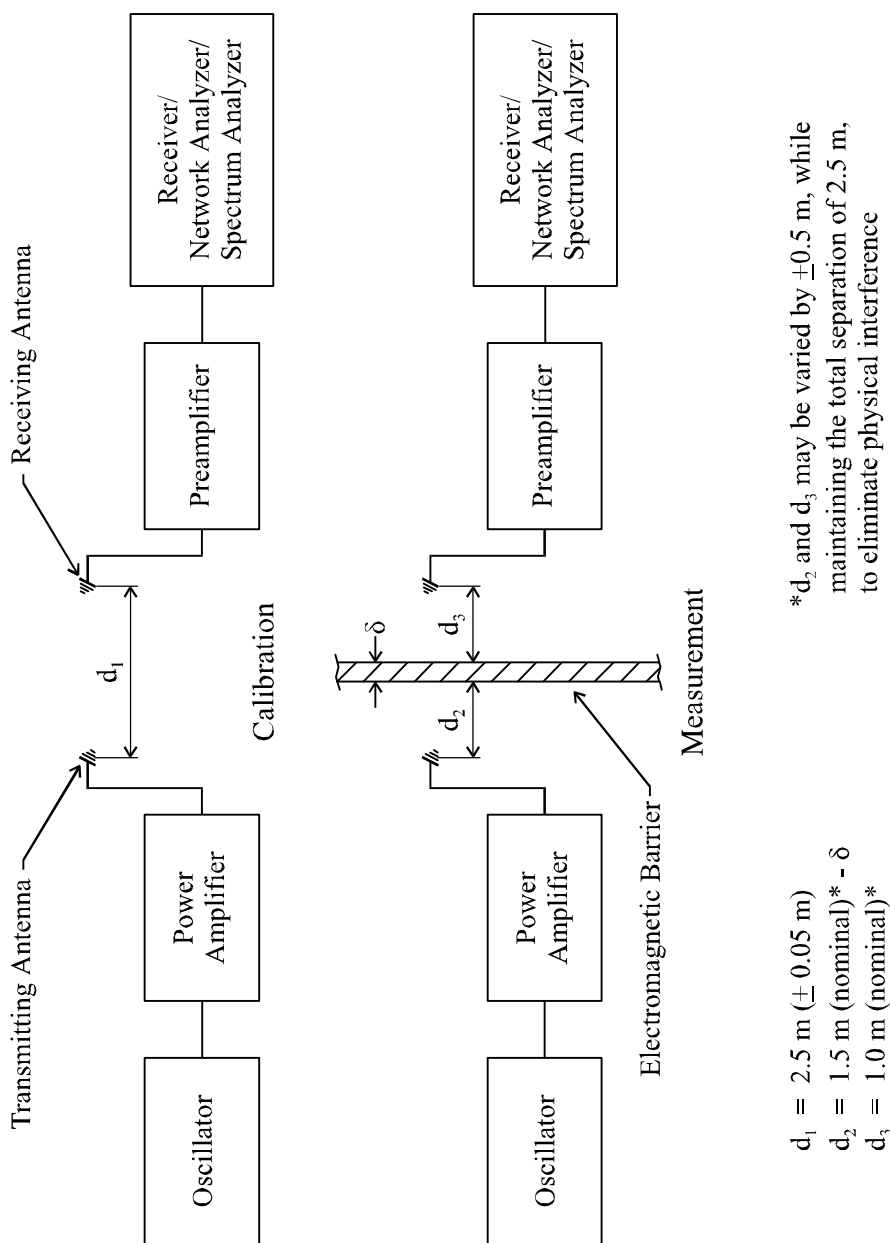 Transmitting Antenna
Receiving Antenna
d1
Oscillator
Power
Amplifier
Preamplifier
Receiver/
Network Analyzer/
Spectrum Analyzer
Calibration
δ
d2
d3
Oscillator
Power
Amplifier
Preamplifier
Receiver/
Network Analyzer/
Spectrum Analyzer
Electromagnetic Barrier
Measurement
d1 = 2.5 m (± 0.05 m)
d2 = 1.5 m (nominal)* - δ
d3 = 1.0 m (nominal)*
*d2 and d3 may be varied by ±0.5 m, while
maintaining the total separation of 2.5 m,
to eliminate physical interference